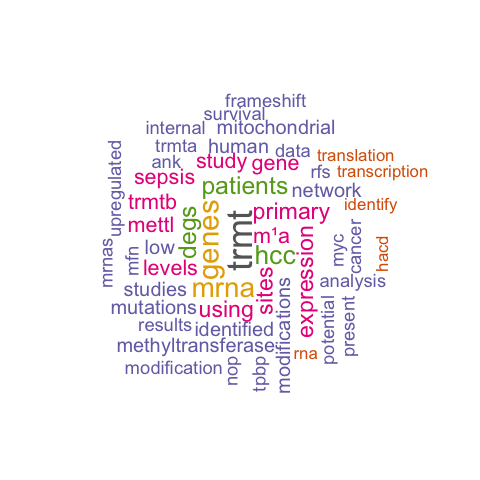 frameshift
survival
internal mitochondrial
trmta human data
ank study gene translation
sepsis rfs transcription
upregulated patients network
trmtb primary identify
mettl degs genes trmt m¹a
mrnas mfn low hcc expression myc cancer hacd
levels sites analysis
studies mrna modifications
mutations using potential present
results identified
methyltransferase rna
modification nop tpbp